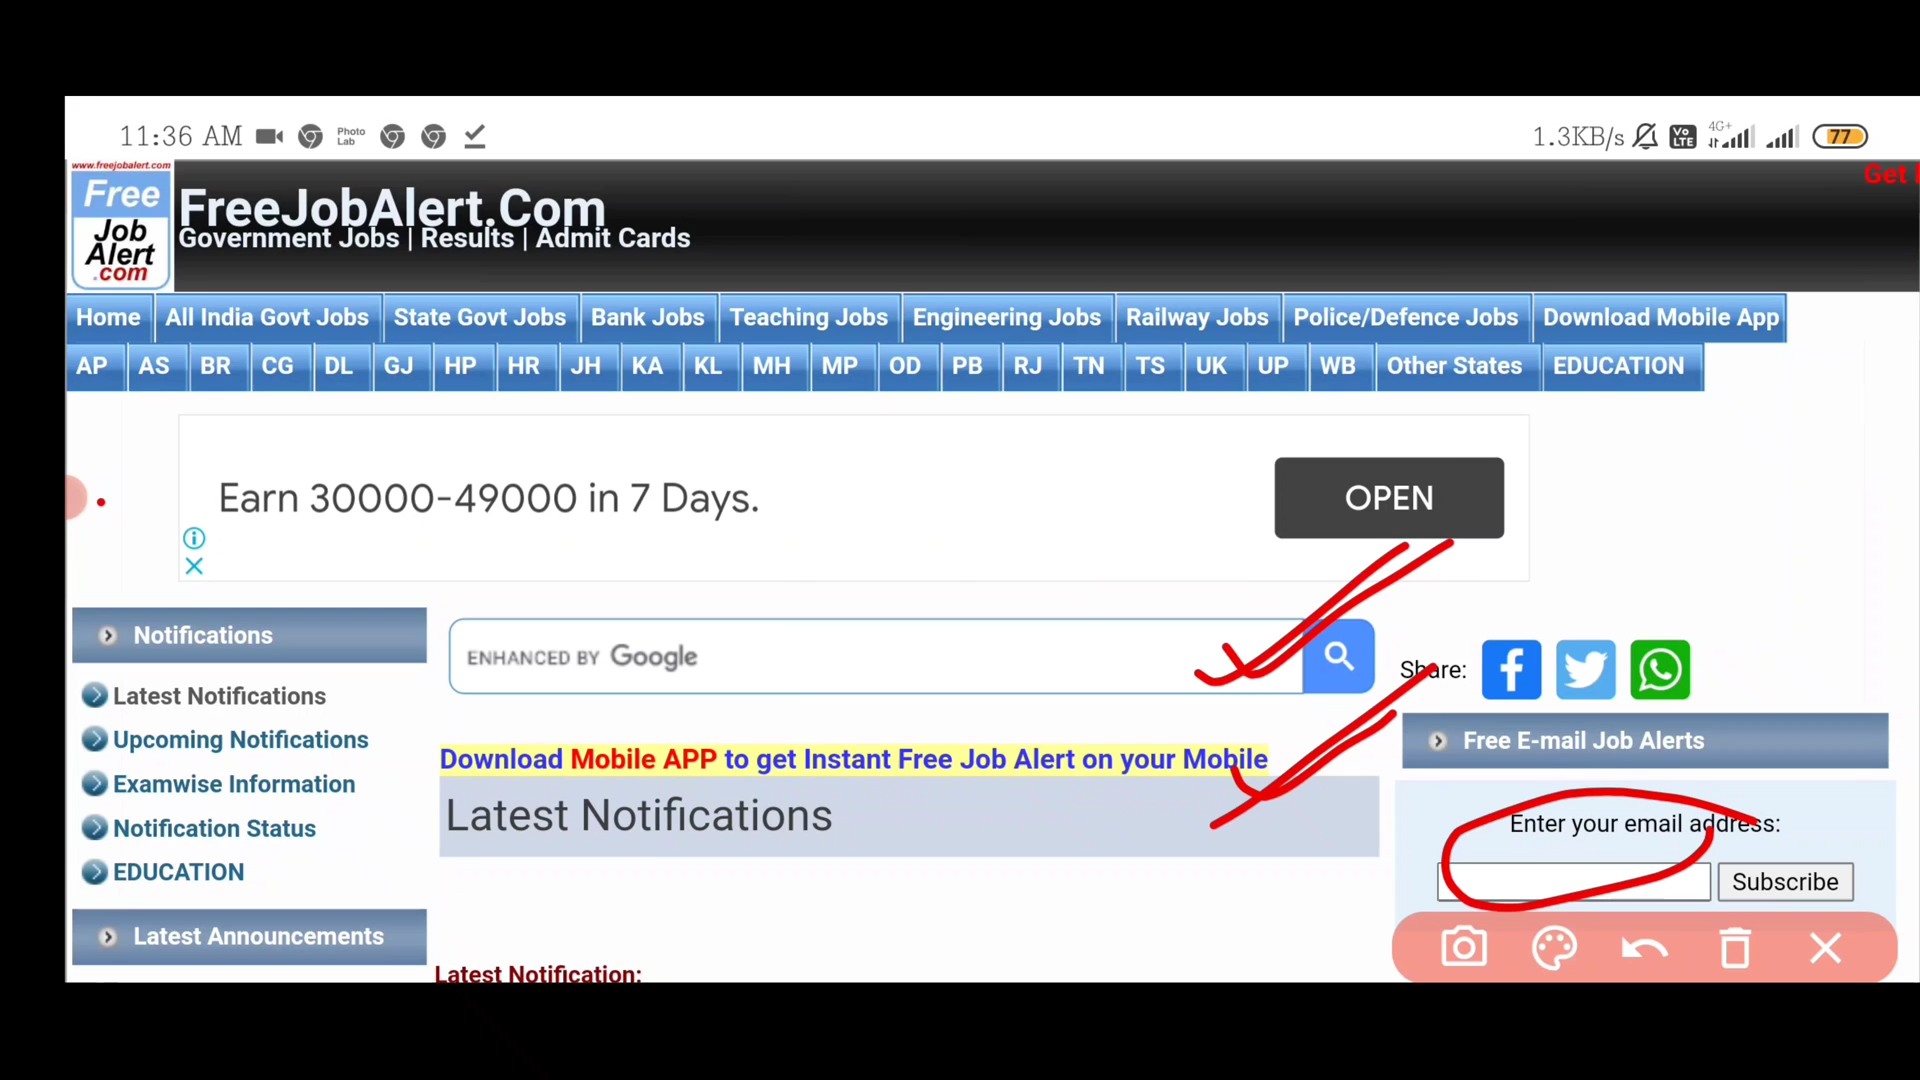 11:36 AM Photo Lab 1.3KB/s Vo LTE 4G+ 77
www.freejobalert.com
Free
Job
Alert
.com
FreeJobAlert.Com
Government Jobs | Results | Admit Cards
Get
Home All India Govt Jobs State Govt Jobs Bank Jobs Teaching Jobs Engineering Jobs Railway Jobs Police/Defence Jobs Download Mobile App
AP AS BR CG DL GJ HP HR JH KA KL MH MP OD PB RJ TN TS UK UP WB Other States EDUCATION
Earn 30000-49000 in 7 Days.
OPEN
Notifications
Latest Notifications
Upcoming Notifications
Examwise Information
Notification Status
EDUCATION
Latest Announcements
ENHANCED BY Google
Download Mobile APP to get Instant Free Job Alert on your Mobile
Latest Notifications
Latest Notification:
Share:
Free E-mail Job Alerts
Enter your email address:
Subscribe